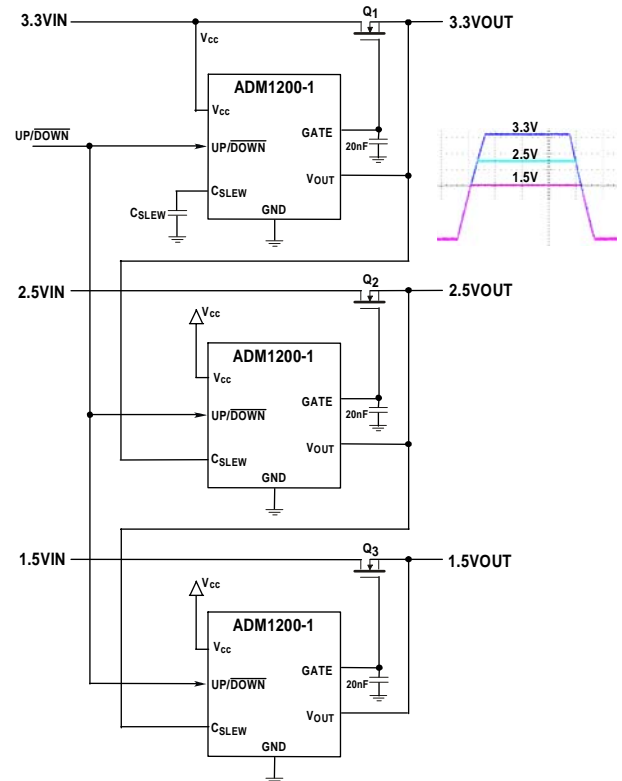 3.3VIN
Q1
3.3VOUT
Vcc
ADM1200-1
Vcc
GATE
UP/DOWN
UP/DOWN
20nF
VOUT
CSLEW
CSLEW
GND
3.3V
2.5V
1.5V
2.5VIN
Q2
2.5VOUT
Vcc
ADM1200-1
Vcc
GATE
UP/DOWN
20nF
VOUT
CSLEW
GND
1.5VIN
Q3
1.5VOUT
Vcc
ADM1200-1
Vcc
GATE
UP/DOWN
20nF
VOUT
CSLEW
GND